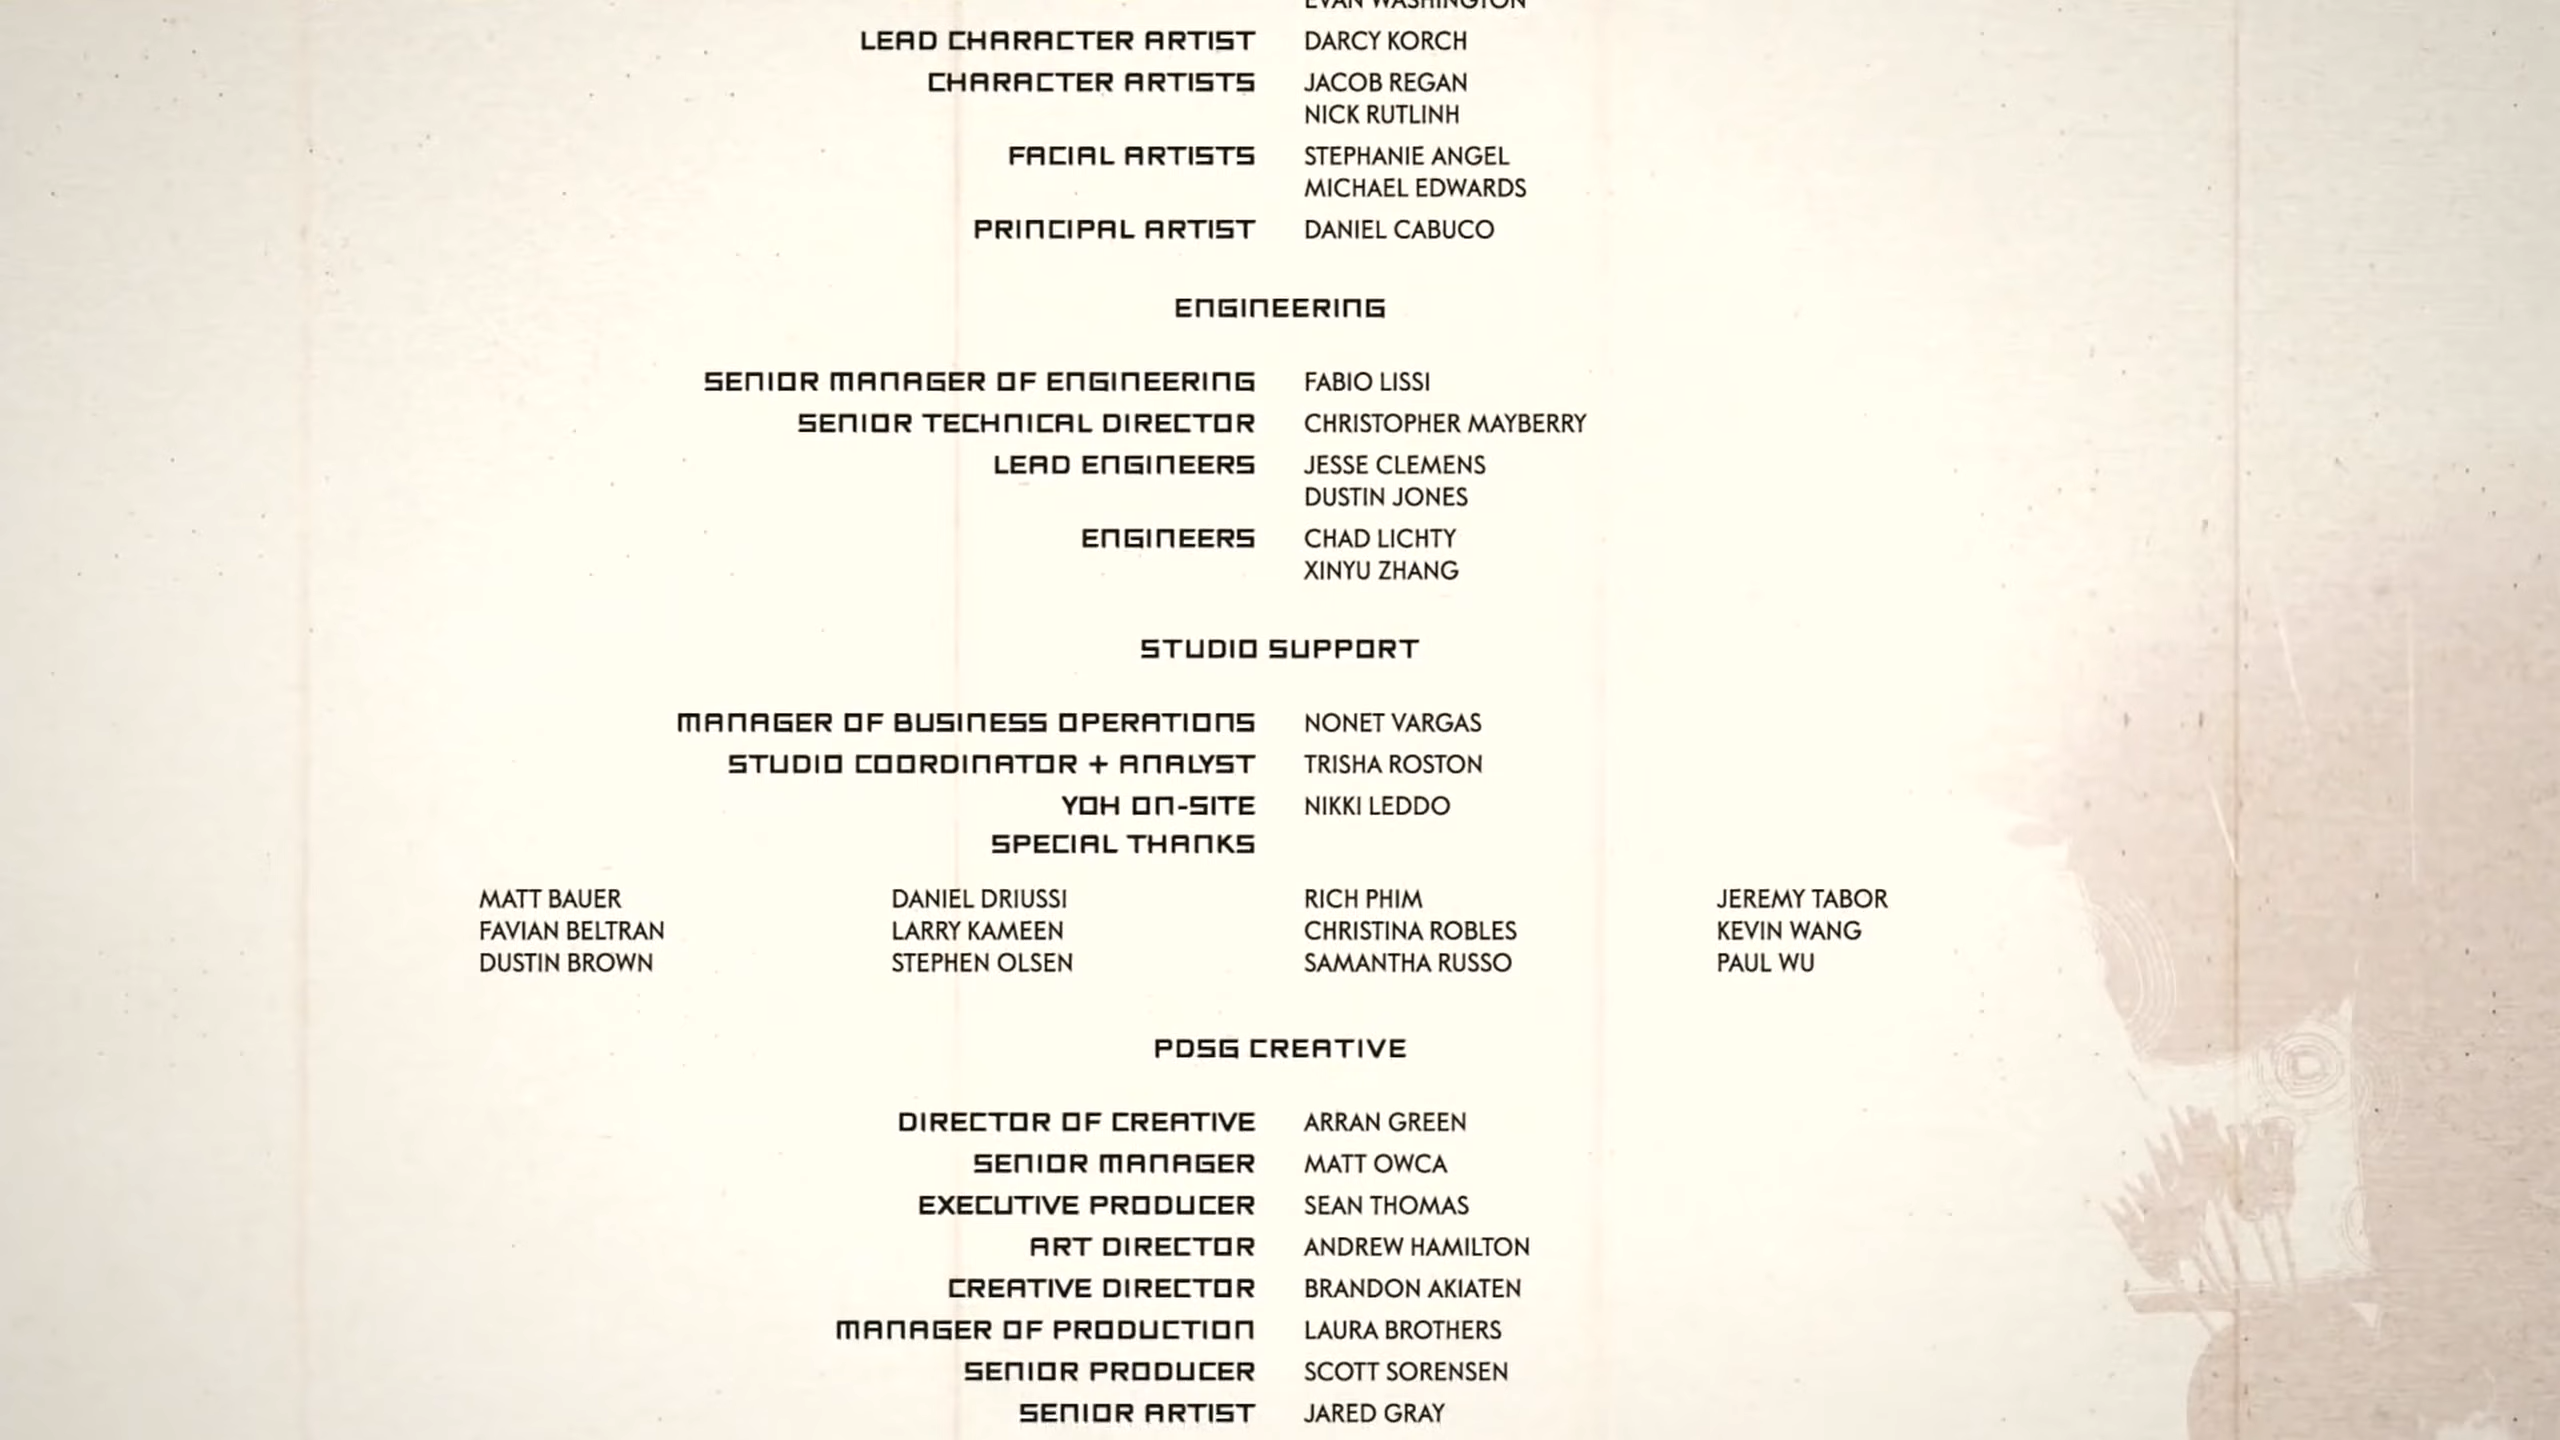 EVAN WASHINGTON
LEAD CHARACTER ARTIST DARCY KORCH
CHARACTER ARTISTS JACOB REGAN
NICK RUTLINH
FACIAL ARTISTS STEPHANIE ANGEL
MICHAEL EDWARDS
PRINCIPAL ARTIST DANIEL CABUCO
ENGINEERING
SENIOR MANAGER OF ENGINEERING FABIO LISSI
SENIOR TECHNICAL DIRECTOR CHRISTOPHER MAYBERRY
LEAD ENGINEERS JESSE CLEMENS
DUSTIN JONES
ENGINEERS CHAD LICHTY
XINYU ZHANG
STUDIO SUPPORT
MANAGER OF BUSINESS OPERATIONS NONET VARGAS
STUDIO COORDINATOR + ANALYST TRISHA ROSTON
YOH ON-SITE NIKKI LEDDO
SPECIAL THANKS
MATT BAUER DANIEL DRIUSSI RICH PHIM JEREMY TABOR
FAVIAN BELTRAN LARRY KAMEEN CHRISTINA ROBLES KEVIN WANG
DUSTIN BROWN STEPHEN OLSEN SAMANTHA RUSSO PAUL WU
PDSG CREATIVE
DIRECTOR OF CREATIVE ARRAN GREEN
SENIOR MANAGER MATT OWCA
EXECUTIVE PRODUCER SEAN THOMAS
ART DIRECTOR ANDREW HAMILTON
CREATIVE DIRECTOR BRANDON AKIATEN
MANAGER OF PRODUCTION LAURA BROTHERS
SENIOR PRODUCER SCOTT SORENSEN
SENIOR ARTIST JARED GRAY